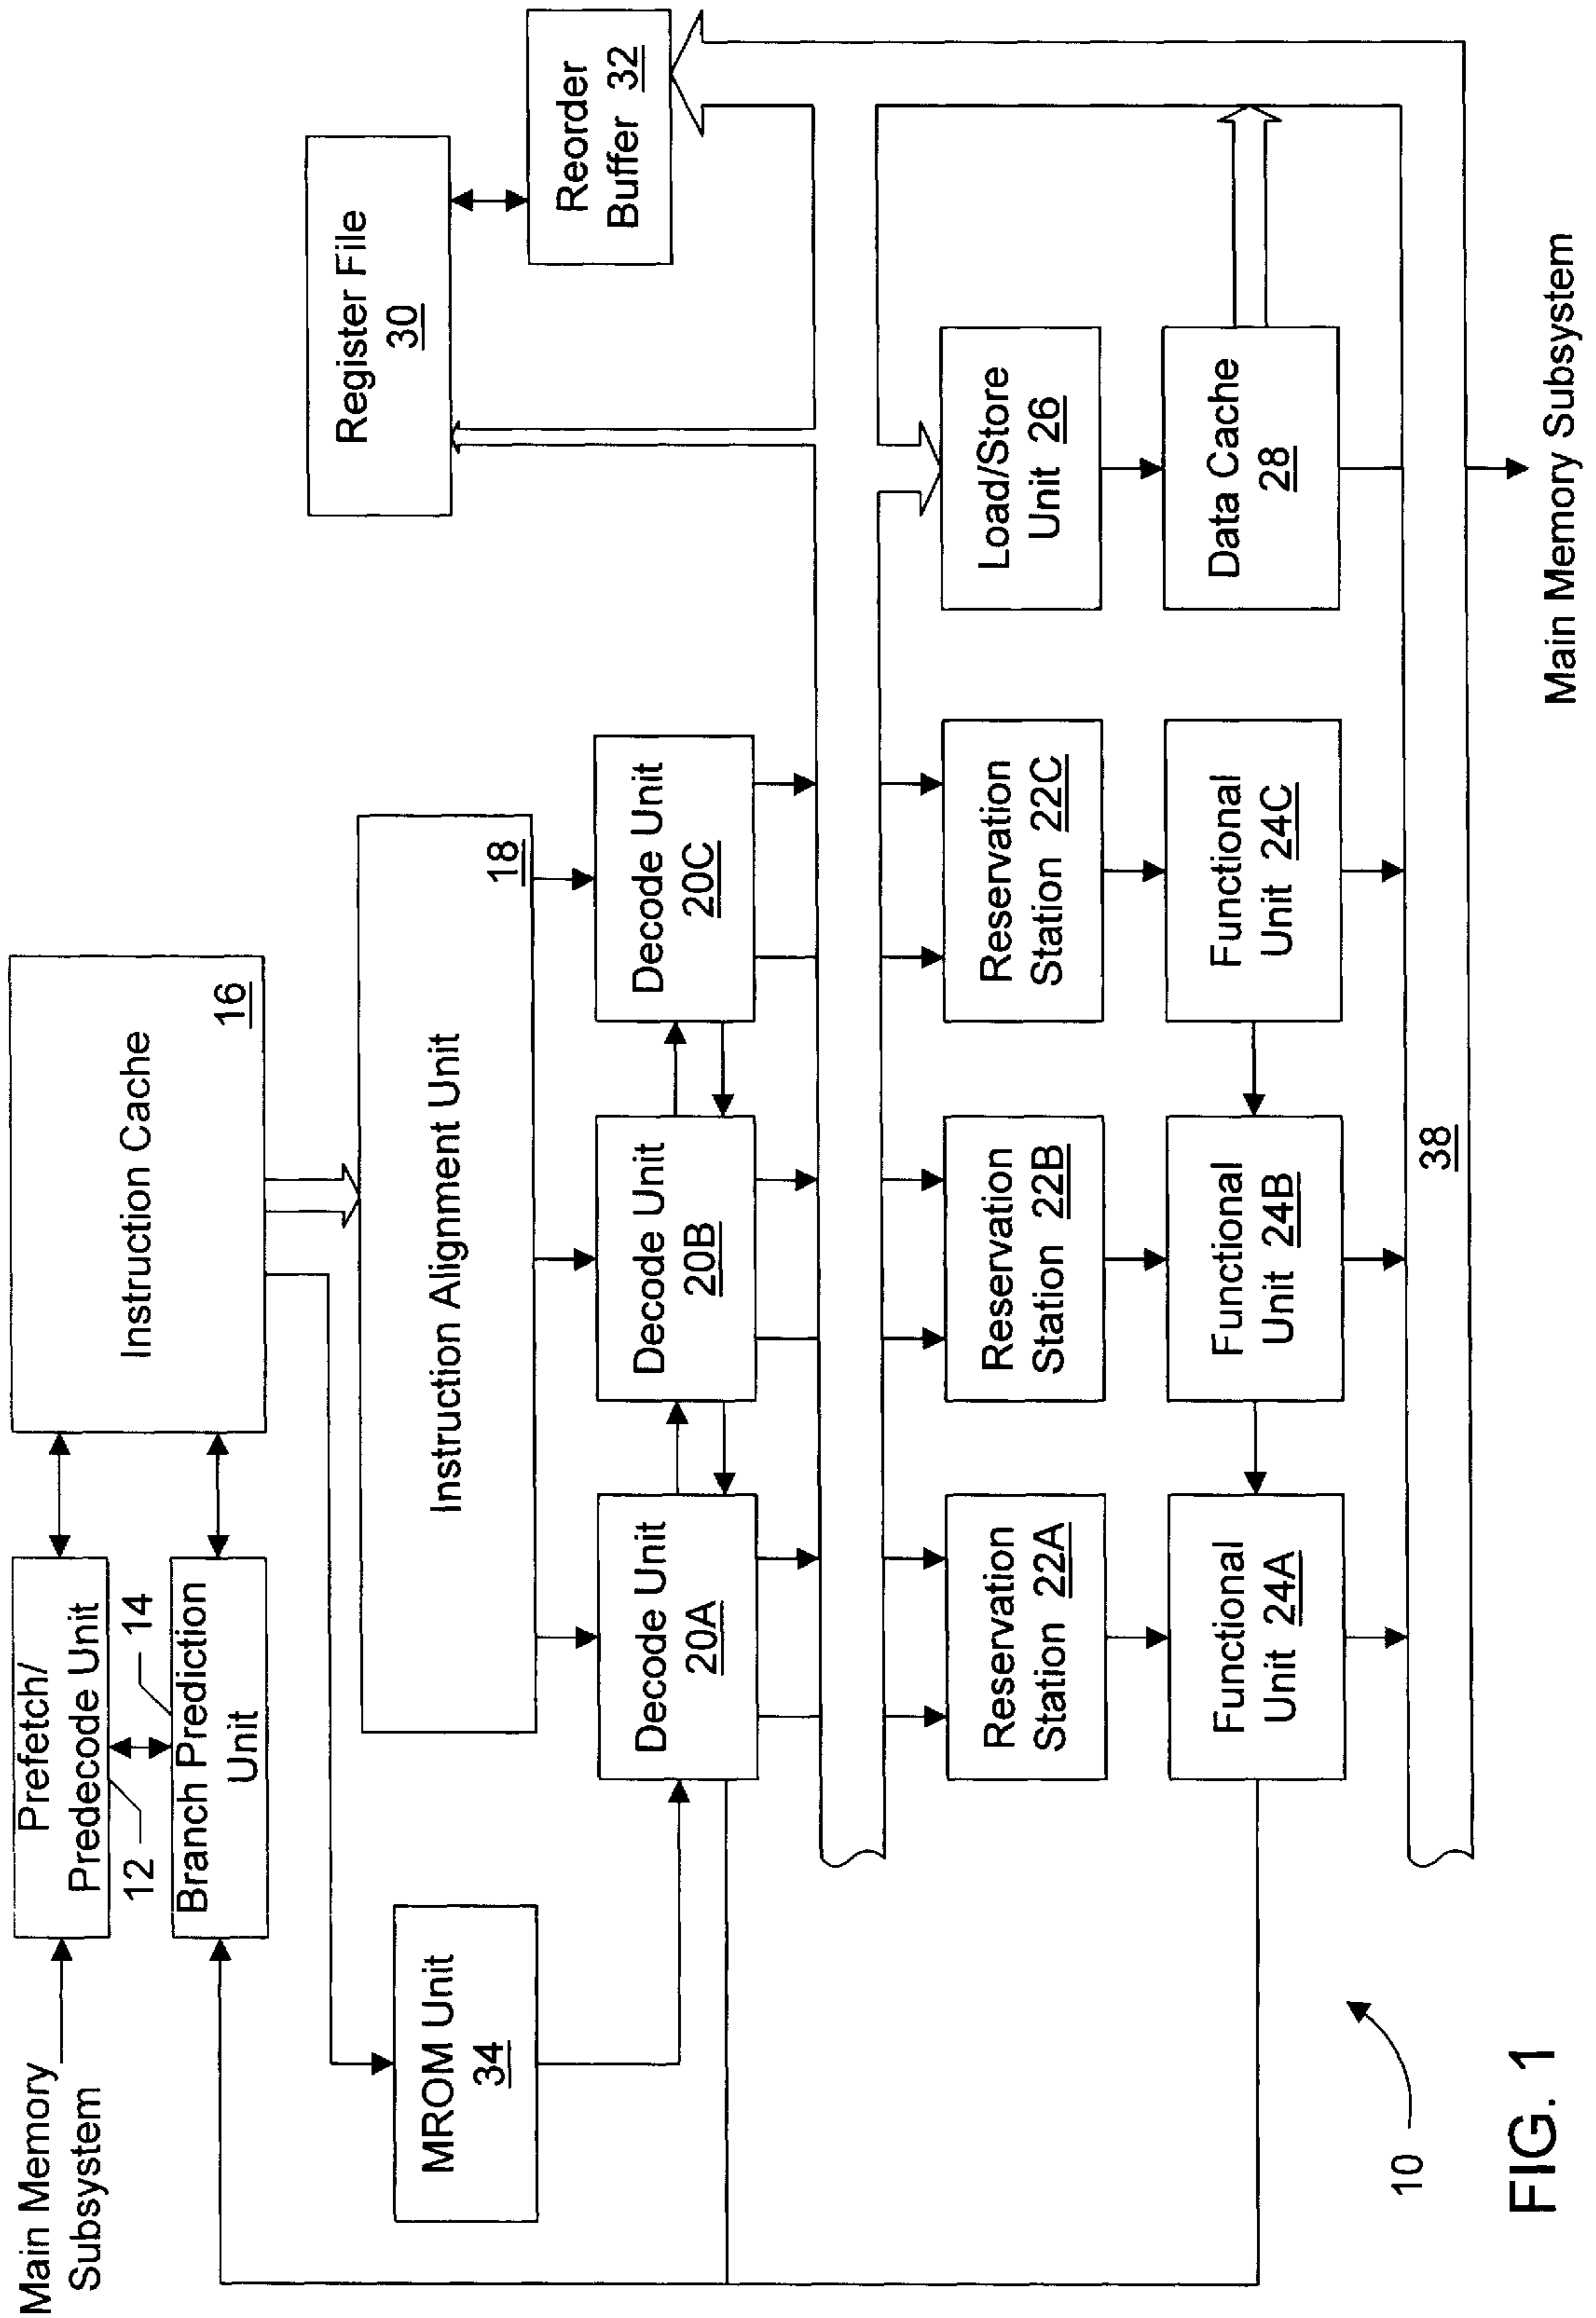 Main Memory
Subsystem
Prefetch/
Predecode Unit
12
14
Branch Prediction
Unit
Instruction Cache
16
Register File
30
Reorder
Buffer 32
MROM Unit
34
Instruction Alignment Unit
18
Decode Unit
20A
Decode Unit
20B
Decode Unit
20C
Reservation
Station 22A
Reservation
Station 22B
Reservation
Station 22C
Load/Store
Unit 26
Functional
Unit 24A
Functional
Unit 24B
Functional
Unit 24C
Data Cache
28
38
Main Memory Subsystem
10
FIG. 1